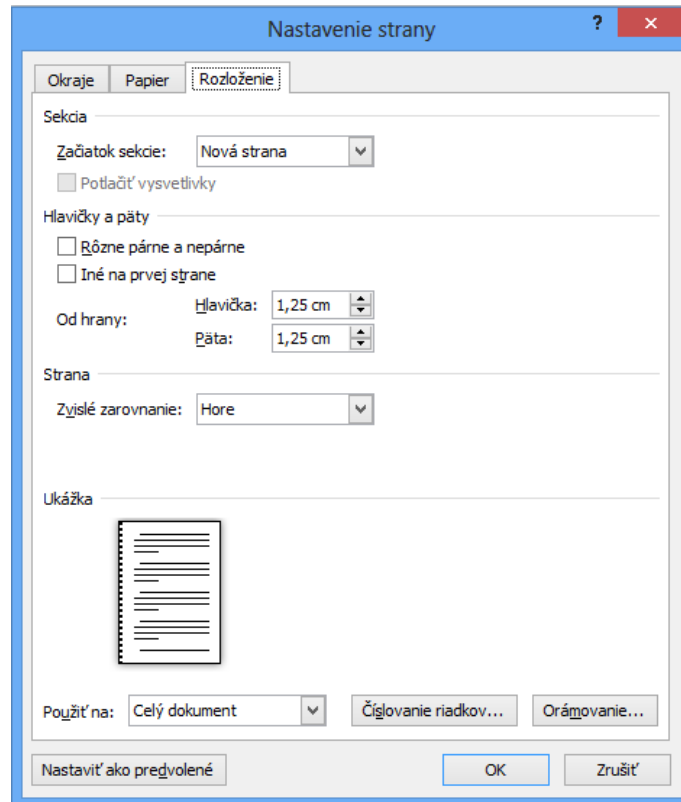 Nastavenie strany ?
Okraje Papier Rozloženie
Sekcia
Začiatok sekcie: Nová strana
Potlačiť vysvetlivky
Hlavičky a päty
Rôzne párne a nepárne
Iné na prvej strane
Od hrany:
Hlavička: 1,25 cm
Päta: 1,25 cm
Strana
Zvislé zarovnanie: Hore
Ukážka
Použiť na: Celý dokument Číslovanie riadkov... Orámovanie...
Nastaviť ako predvolené OK Zrušiť